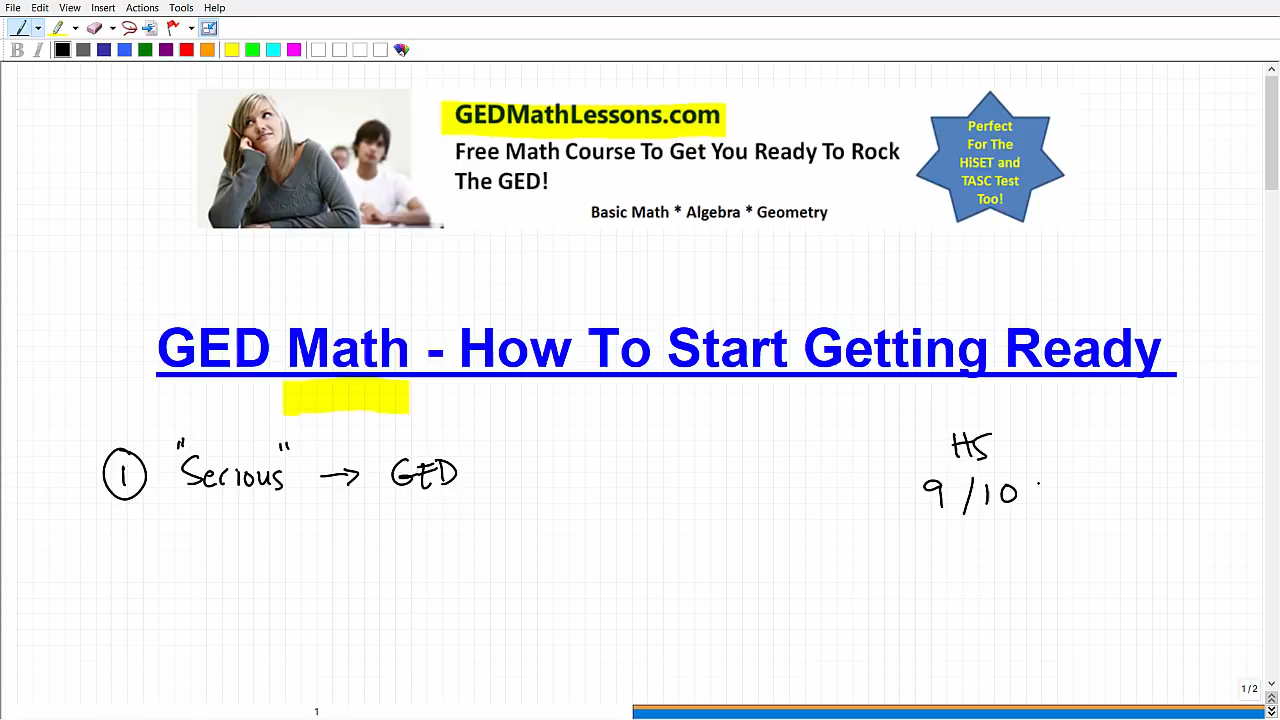 File Edit View Insert Actions Tools Help
B I
GEDMathLessons.com
Free Math Course To Get You Ready To Rock
The GED!
Basic Math * Algebra * Geometry
Perfect
For The
HiSET and
TASC Test
Too!
GED Math - How To Start Getting Ready
① "Serious" → GED
HS
9 /10
1/2
1